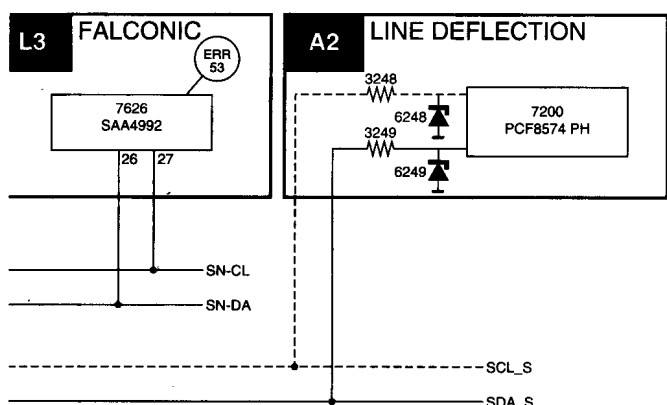 L3 FALCONIC
ERR
53
7626
SAA4992
26 27
SN-CL
SN-DA
A2 LINE DEFLECTION
3248
6248
3249
6249
7200
PCF8574 PH
SCL_S
SDA_S